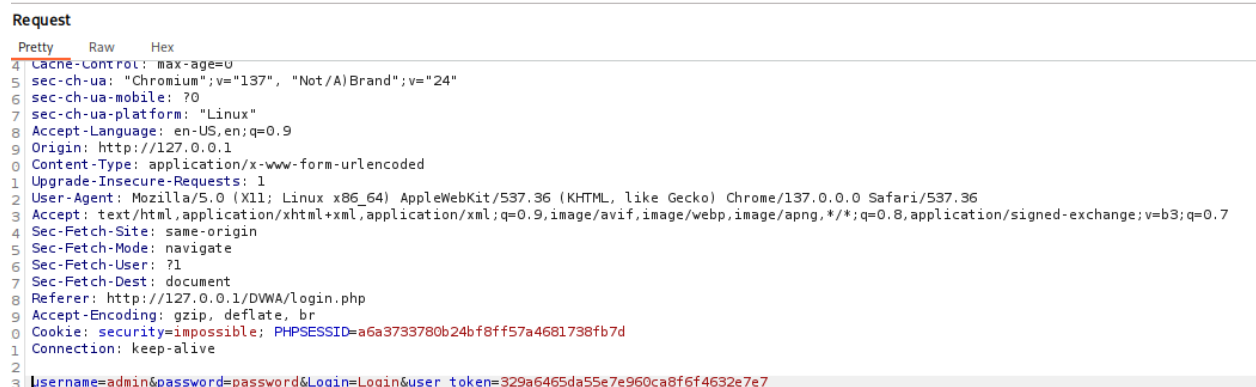 Request
Pretty Raw Hex
4 Cache-Control: max-age=0
5 sec-ch-ua: "Chromium";v="137", "Not/A)Brand";v="24"
6 sec-ch-ua-mobile: ?0
7 sec-ch-ua-platform: "Linux"
8 Accept-Language: en-US,en;q=0.9
9 Origin: http://127.0.0.1
0 Content-Type: application/x-www-form-urlencoded
1 Upgrade-Insecure-Requests: 1
2 User-Agent: Mozilla/5.0 (X11; Linux x86_64) AppleWebKit/537.36 (KHTML, like Gecko) Chrome/137.0.0.0 Safari/537.36
3 Accept: text/html,application/xhtml+xml,application/xml;q=0.9,image/avif,image/webp,image/apng,*/*;q=0.8,application/signed-exchange;v=b3;q=0.7
4 Sec-Fetch-Site: same-origin
5 Sec-Fetch-Mode: navigate
6 Sec-Fetch-User: ?1
7 Sec-Fetch-Dest: document
8 Referer: http://127.0.0.1/DVWA/login.php
9 Accept-Encoding: gzip, deflate, br
0 Cookie: security=impossible; PHPSESSID=a6a3733780b24bf8ff57a4681738fb7d
1 Connection: keep-alive
2
3 username=admin&password=password&Login=Login&user_token=329a6465da55e7e960ca8f6f4632e7e7